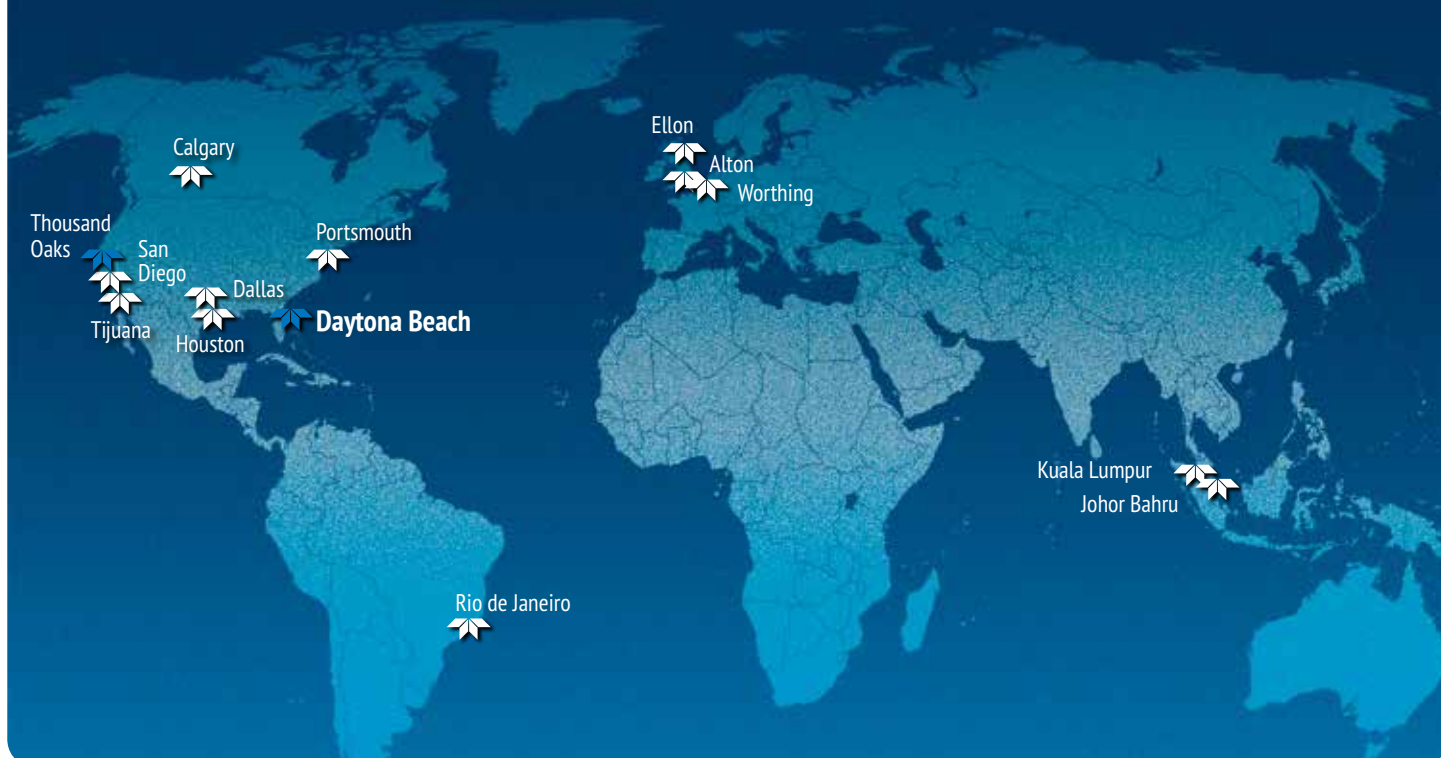 Ellon
Calgary
Alton
Worthing
Thousand
Oaks
San
Diego
Portsmouth
Dallas
Daytona Beach
Tijuana
Houston
Kuala Lumpur
Johor Bahru
Rio de Janeiro